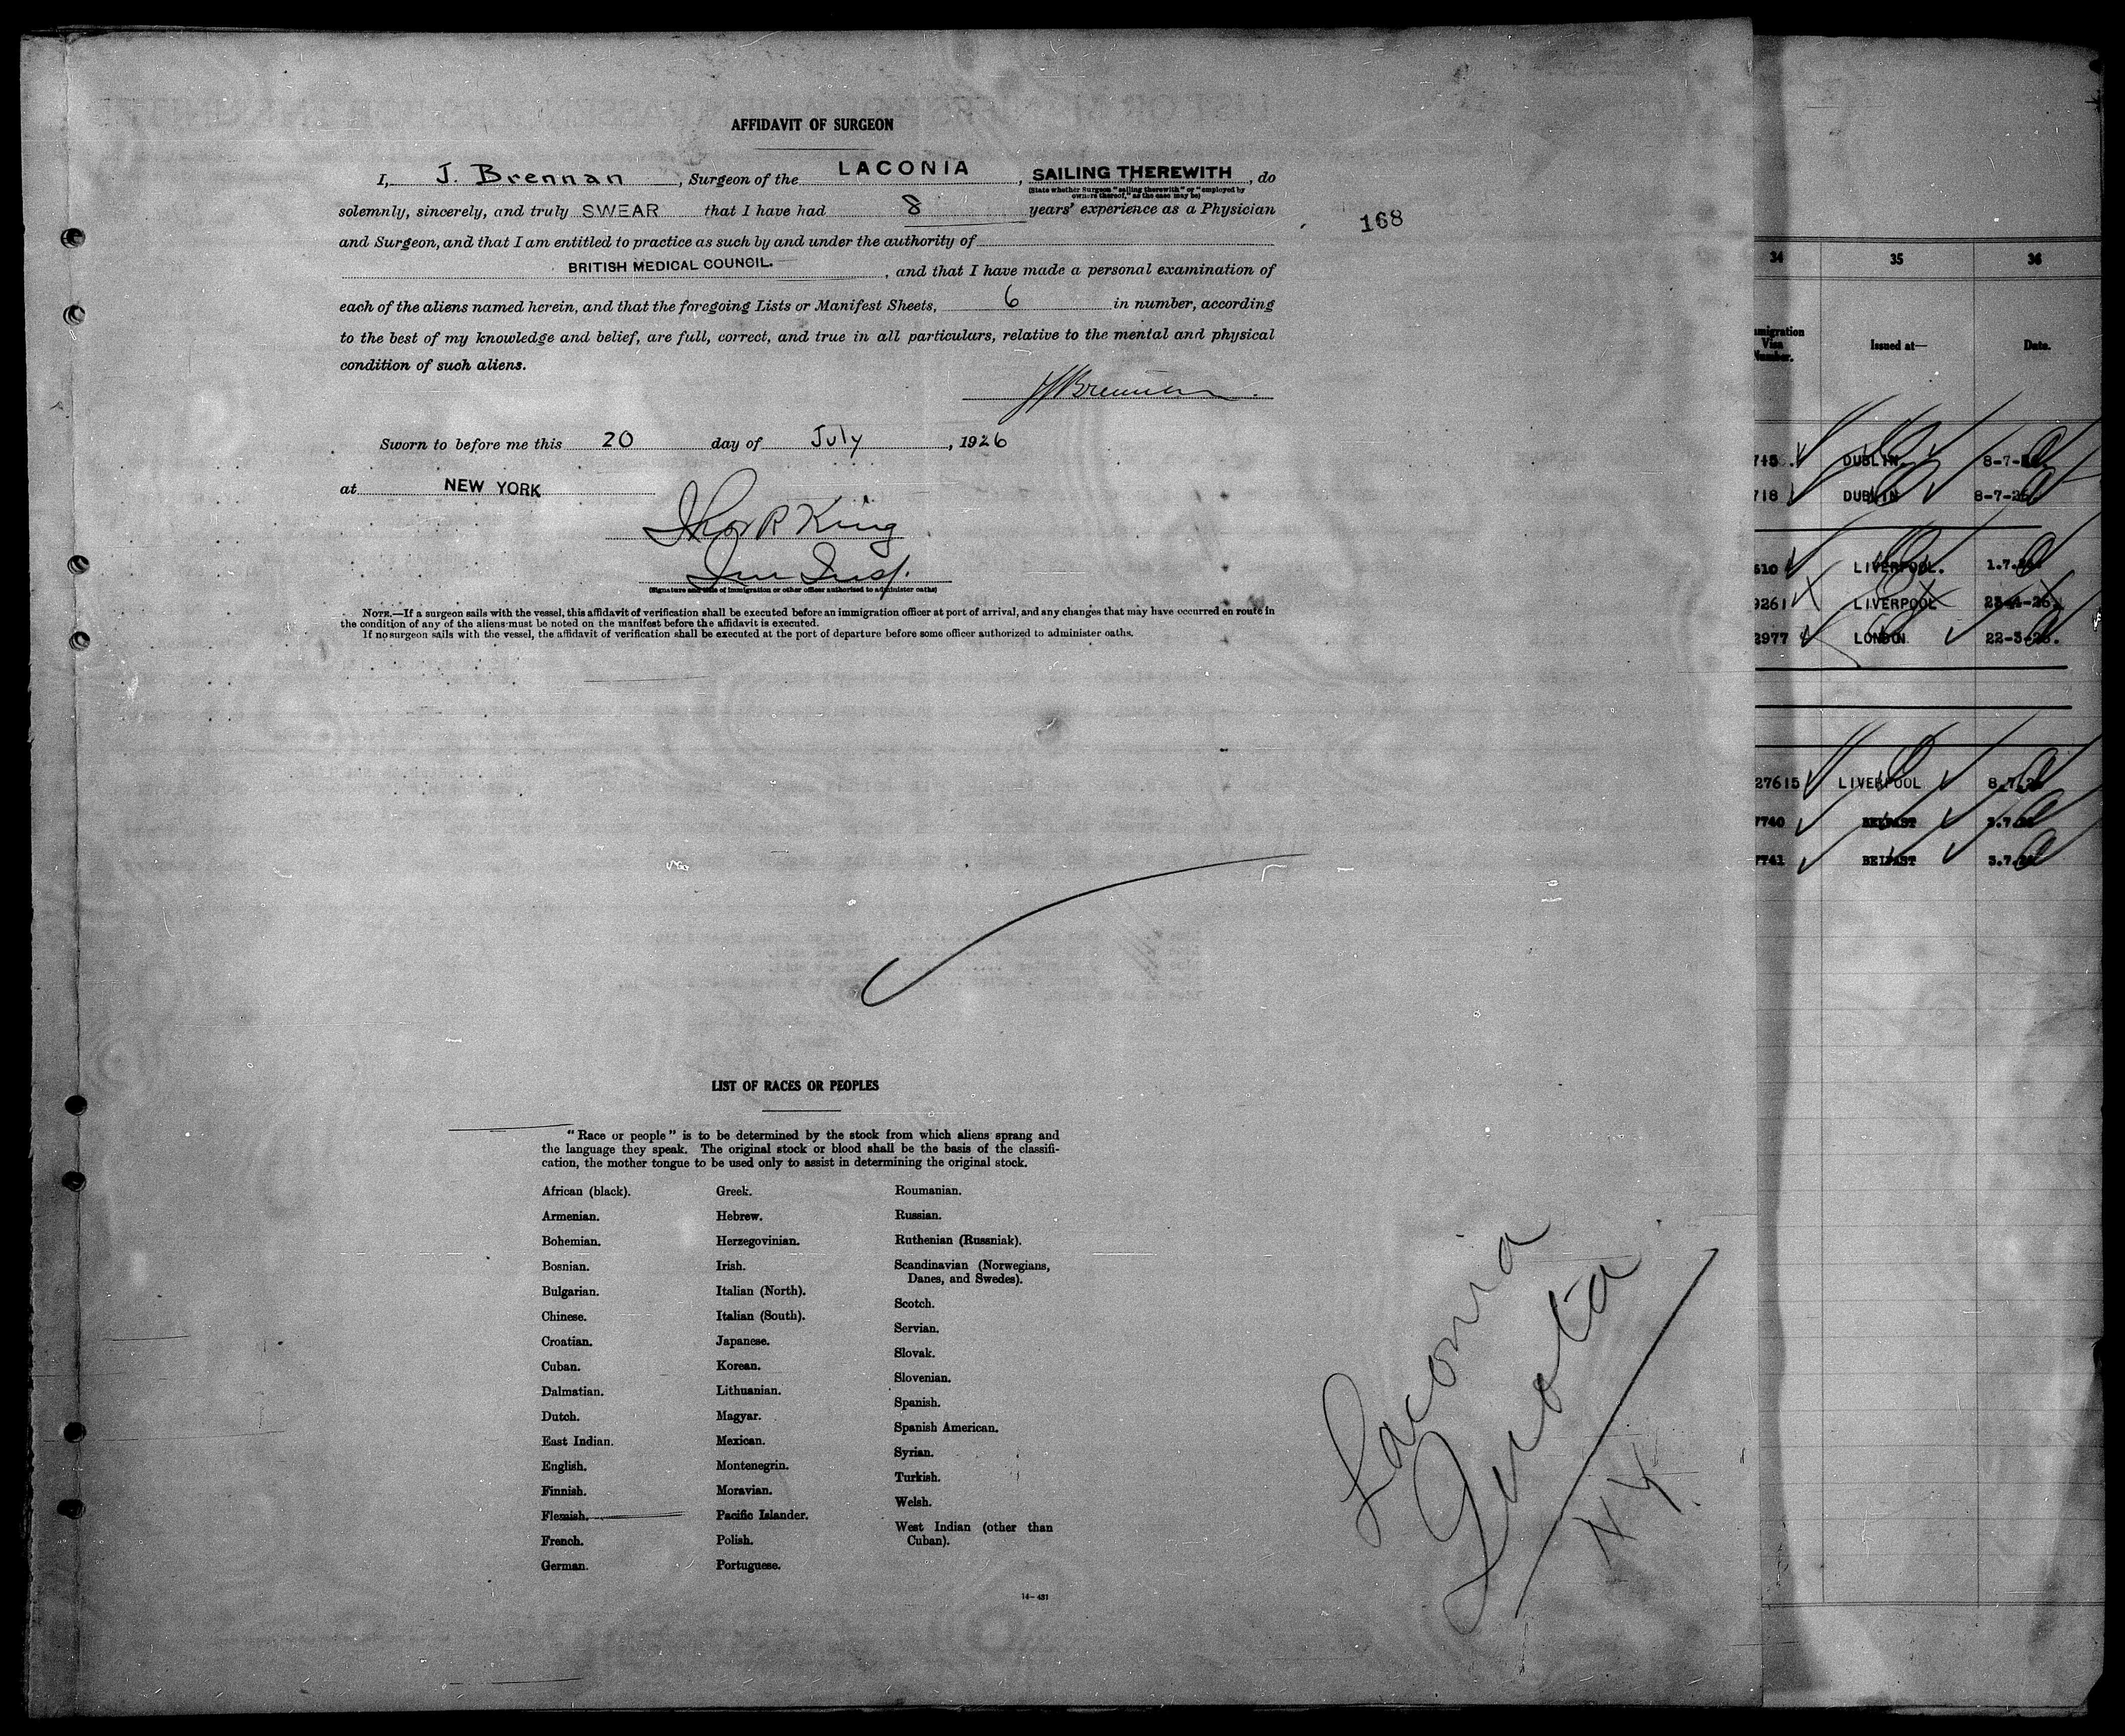 AFFIDAVIT OF SURGEON
I, J. Brennan, Surgeon of the LACONIA, SAILING THEREWITH, do
(State whether Surgeon "sailing therewith" or "employed by
owners thereof," as the case may be)
solemnly, sincerely, and truly SWEAR that I have had 8 years' experience as a Physician
168
and Surgeon, and that I am entitled to practice as such by and under the authority of
BRITISH MEDICAL COUNCIL., and that I have made a personal examination of
each of the aliens named herein, and that the foregoing Lists or Manifest Sheets, 6 in number, according
to the best of my knowledge and belief, are full, correct, and true in all particulars, relative to the mental and physical
condition of such aliens.
Brennan
Sworn to before me this 20 day of July, 1926
at NEW YORK
Thos R King
Imm Insp.
(Signature and title of immigration or other officer authorized to administer oaths)
NOTE.—If a surgeon sails with the vessel, this affidavit of verification shall be executed before an immigration officer at port of arrival, and any changes that may have occurred en route in
the condition of any of the aliens must be noted on the manifest before the affidavit is executed.
If no surgeon sails with the vessel, the affidavit of verification shall be executed at the port of departure before some officer authorized to administer oaths.
LIST OF RACES OR PEOPLES
"Race or people" is to be determined by the stock from which aliens sprang and
the language they speak. The original stock or blood shall be the basis of the classifi-
cation, the mother tongue to be used only to assist in determining the original stock.
African (black).
Armenian.
Bohemian.
Bosnian.
Bulgarian.
Chinese.
Croatian.
Cuban.
Dalmatian.
Dutch.
East Indian.
English.
Finnish.
Flemish.
French.
German.
Greek.
Hebrew.
Herzegovinian.
Irish.
Italian (North).
Italian (South).
Japanese.
Korean.
Lithuanian.
Magyar.
Mexican.
Montenegrin.
Moravian.
Pacific Islander.
Polish.
Portuguese.
Roumanian.
Russian.
Ruthenian (Russniak).
Scandinavian (Norwegians,
Danes, and Swedes).
Scotch.
Servian.
Slovak.
Slovenian.
Spanish.
Spanish American.
Syrian.
Turkish.
Welsh.
West Indian (other than
Cuban).
14—431
Laconia
N Y.
34 35 36
Visa
Number.
Issued at—
Date.
DUBLIN
718 DUBLIN
LIVERPOOL.
9261 LIVERPOOL
2977 LONDON
27615 LIVERPOOL
7740 BELFAST
7741 BELFAST